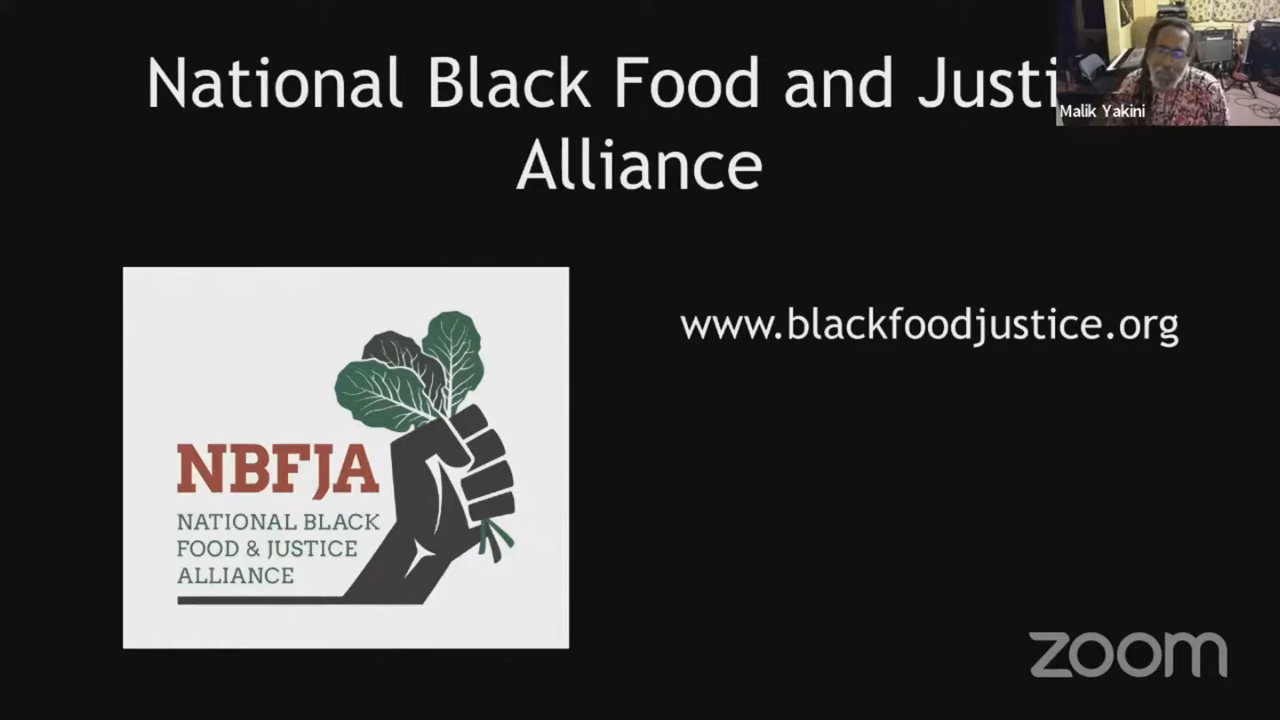 National Black Food and Justi
Alliance
Malik Yakini
www.blackfoodjustice.org
NBFJA
NATIONAL BLACK
FOOD & JUSTICE
ALLIANCE
zoom